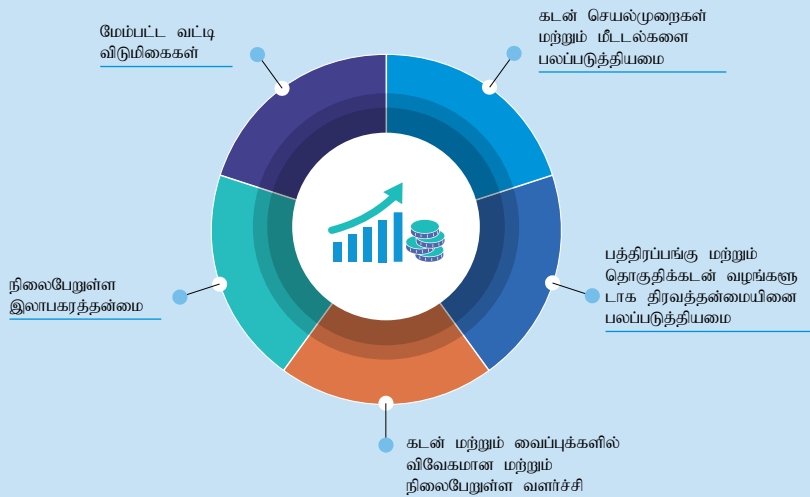 மேம்பட்ட வட்டி
விடுமிகைகள்
கடன் செயல்முறைகள்
மற்றும் மீட்டல்களை
பலப்படுத்தியமை
பத்திரப்பங்கு மற்றும்
தொகுதிக்கடன் வழங்களூ
டாக திரவத்தன்மையினை
பலப்படுத்தியமை
நிலைபேறுள்ள
இலாபகரத்தன்மை
கடன் மற்றும் வைப்புக்களில்
விவேகமான மற்றும்
நிலைபேறுள்ள வளர்ச்சி